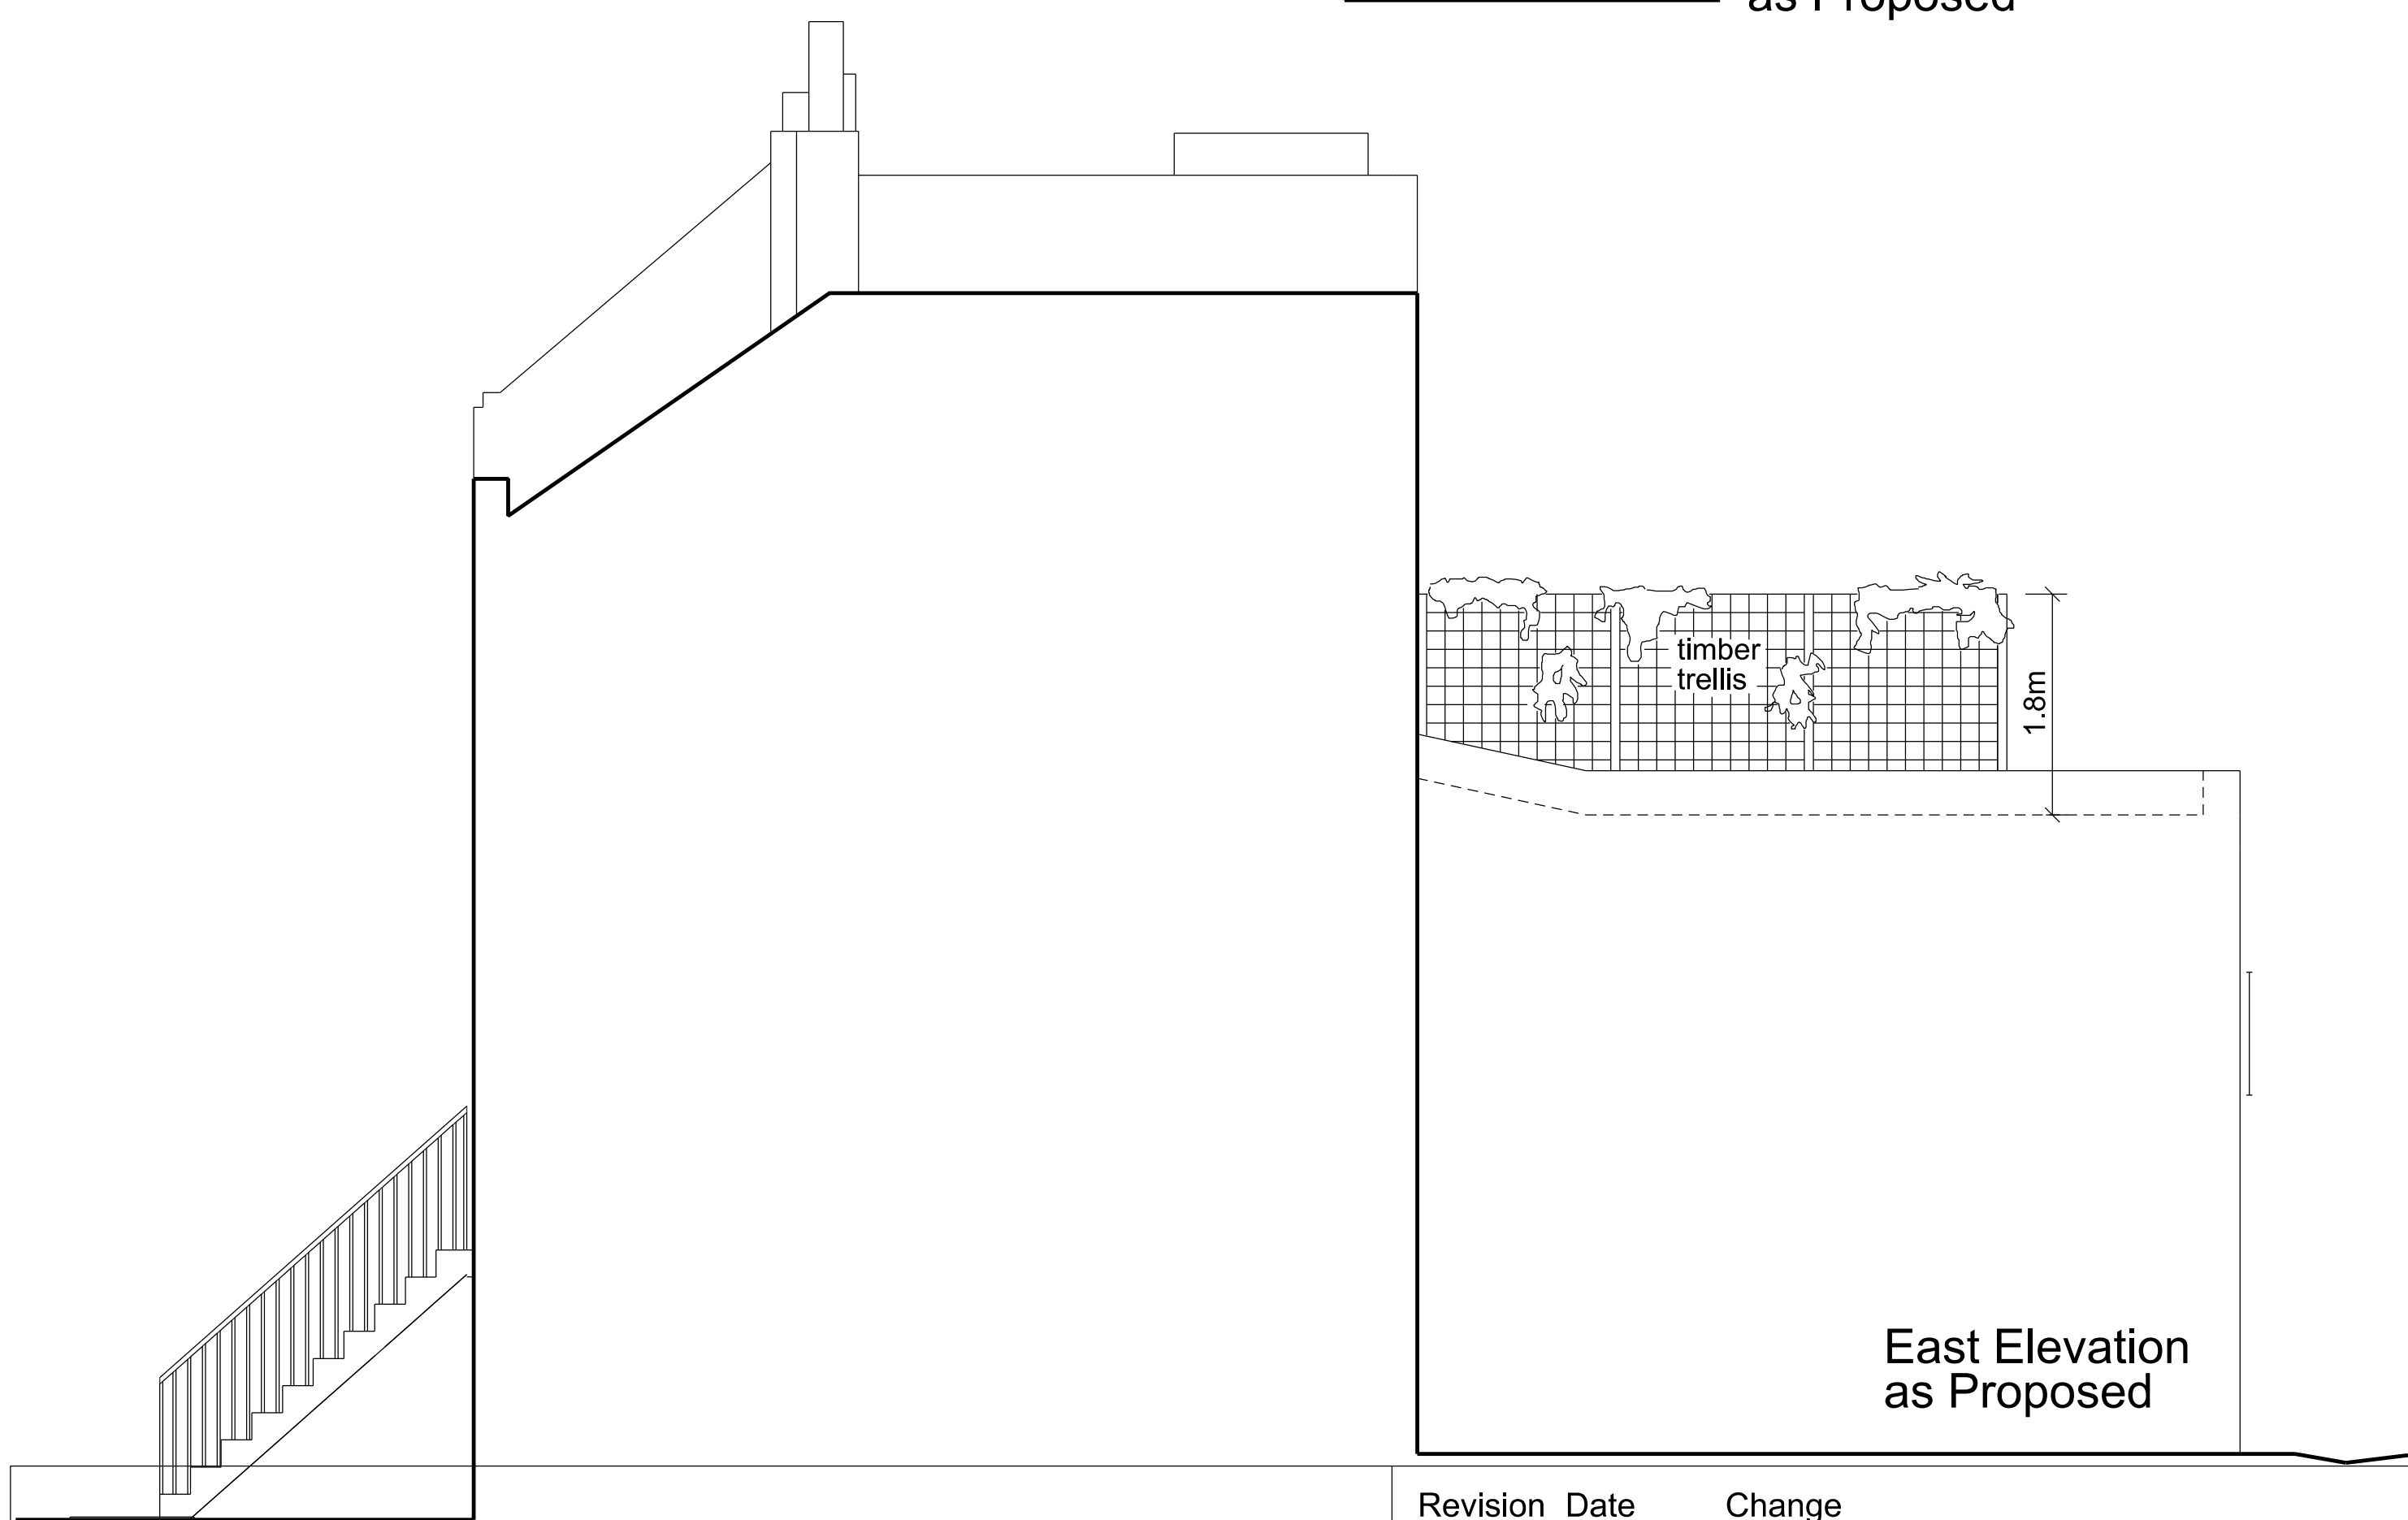 as Proposed
timber
trellis
1.8m
East Elevation
as Proposed
Revision Date Change